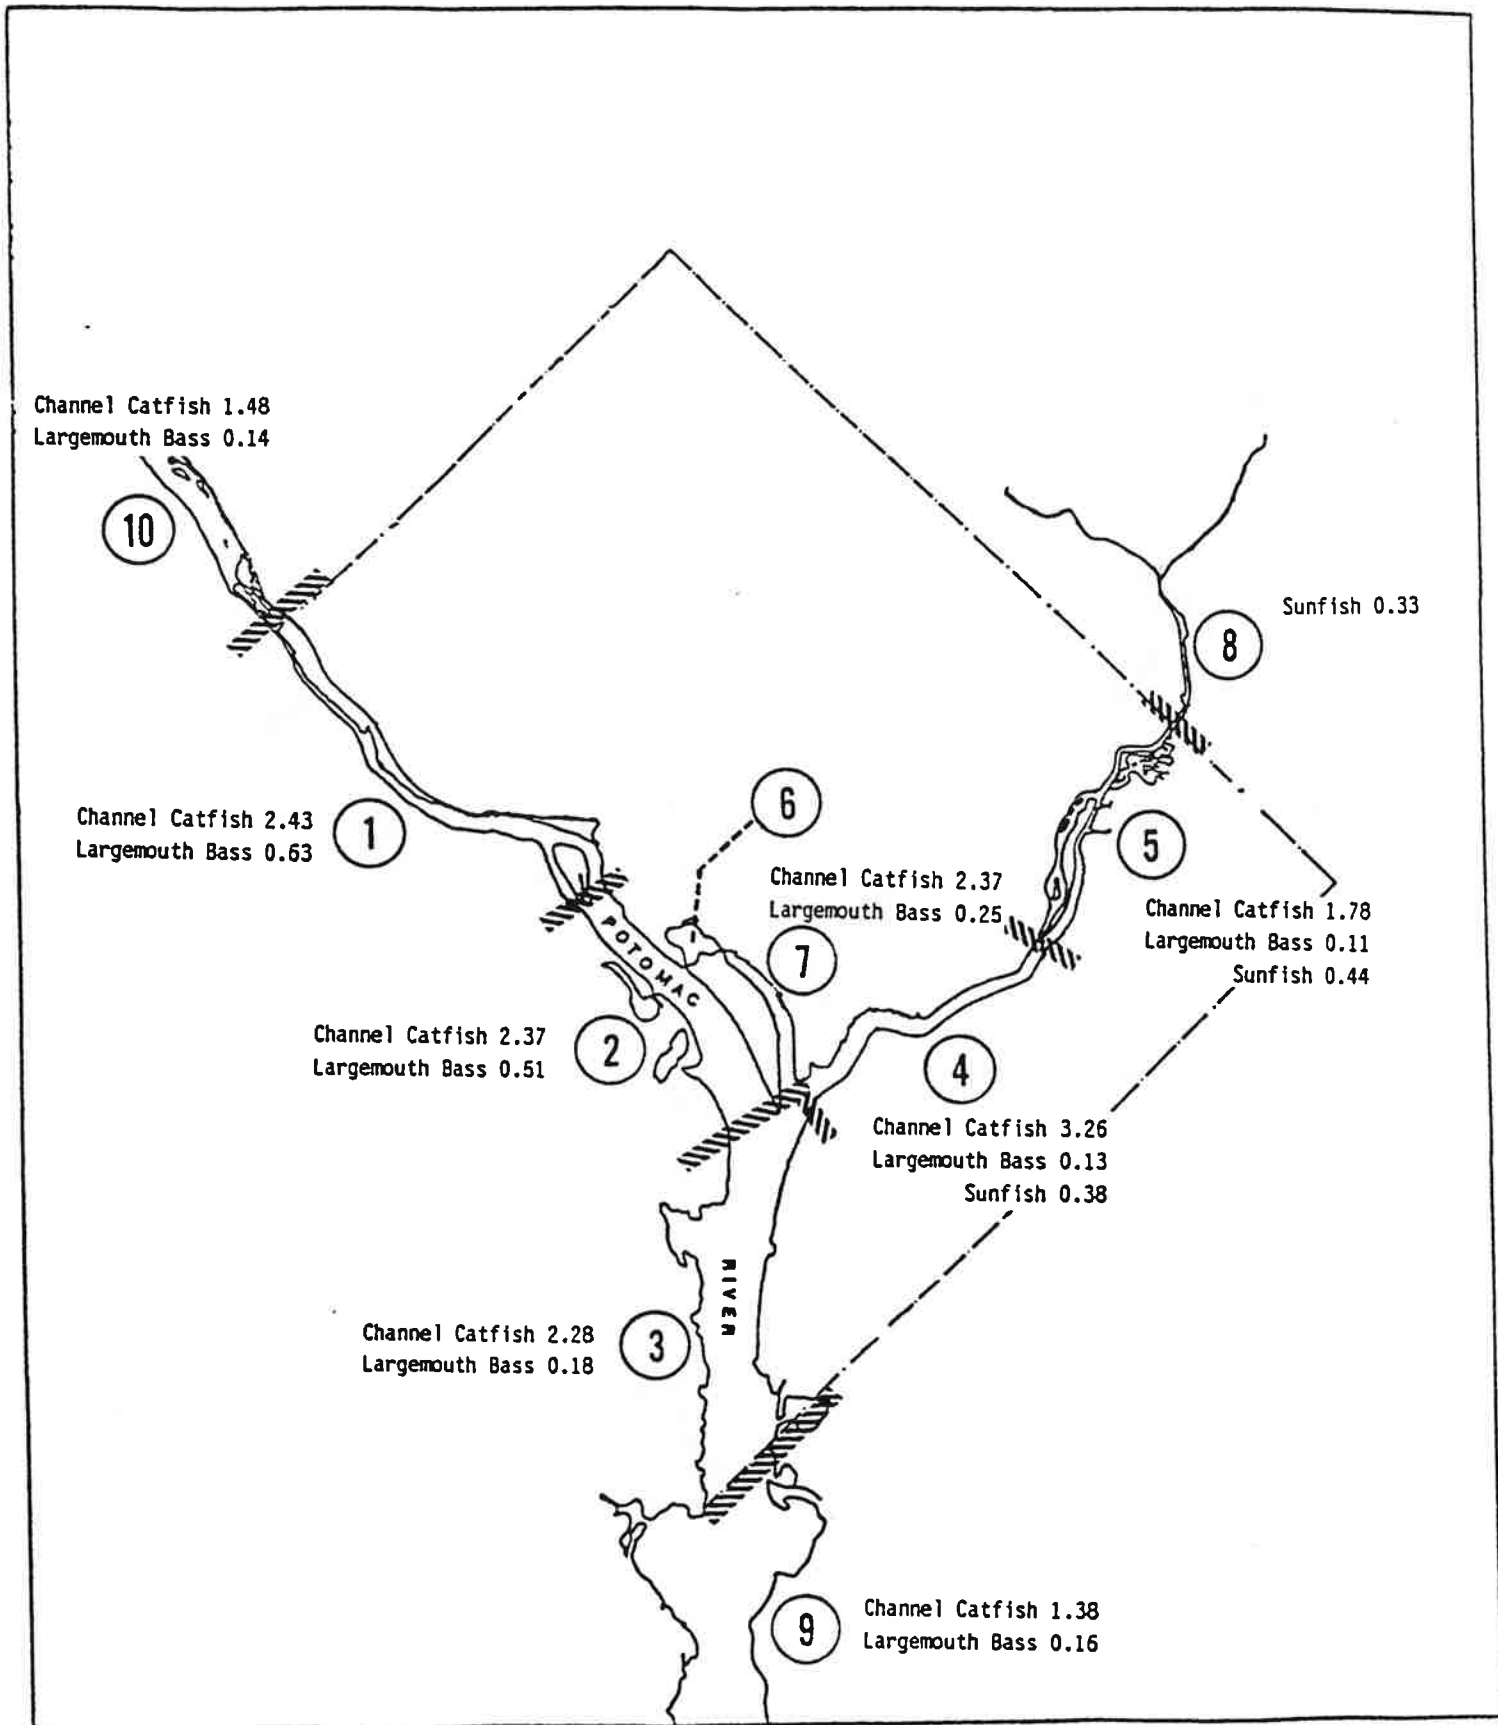 Channel Catfish 1.48
Largemouth Bass 0.14
10
Sunfish 0.33
8
6
Channel Catfish 2.43
Largemouth Bass 0.63
1
5
Channel Catfish 2.37
Largemouth Bass 0.25
7
Channel Catfish 1.78
Largemouth Bass 0.11
Sunfish 0.44
POTOMAC
Channel Catfish 2.37
Largemouth Bass 0.51
2
4
Channel Catfish 3.26
Largemouth Bass 0.13
Sunfish 0.38
RIVER
Channel Catfish 2.28
Largemouth Bass 0.18
3
9
Channel Catfish 1.38
Largemouth Bass 0.16